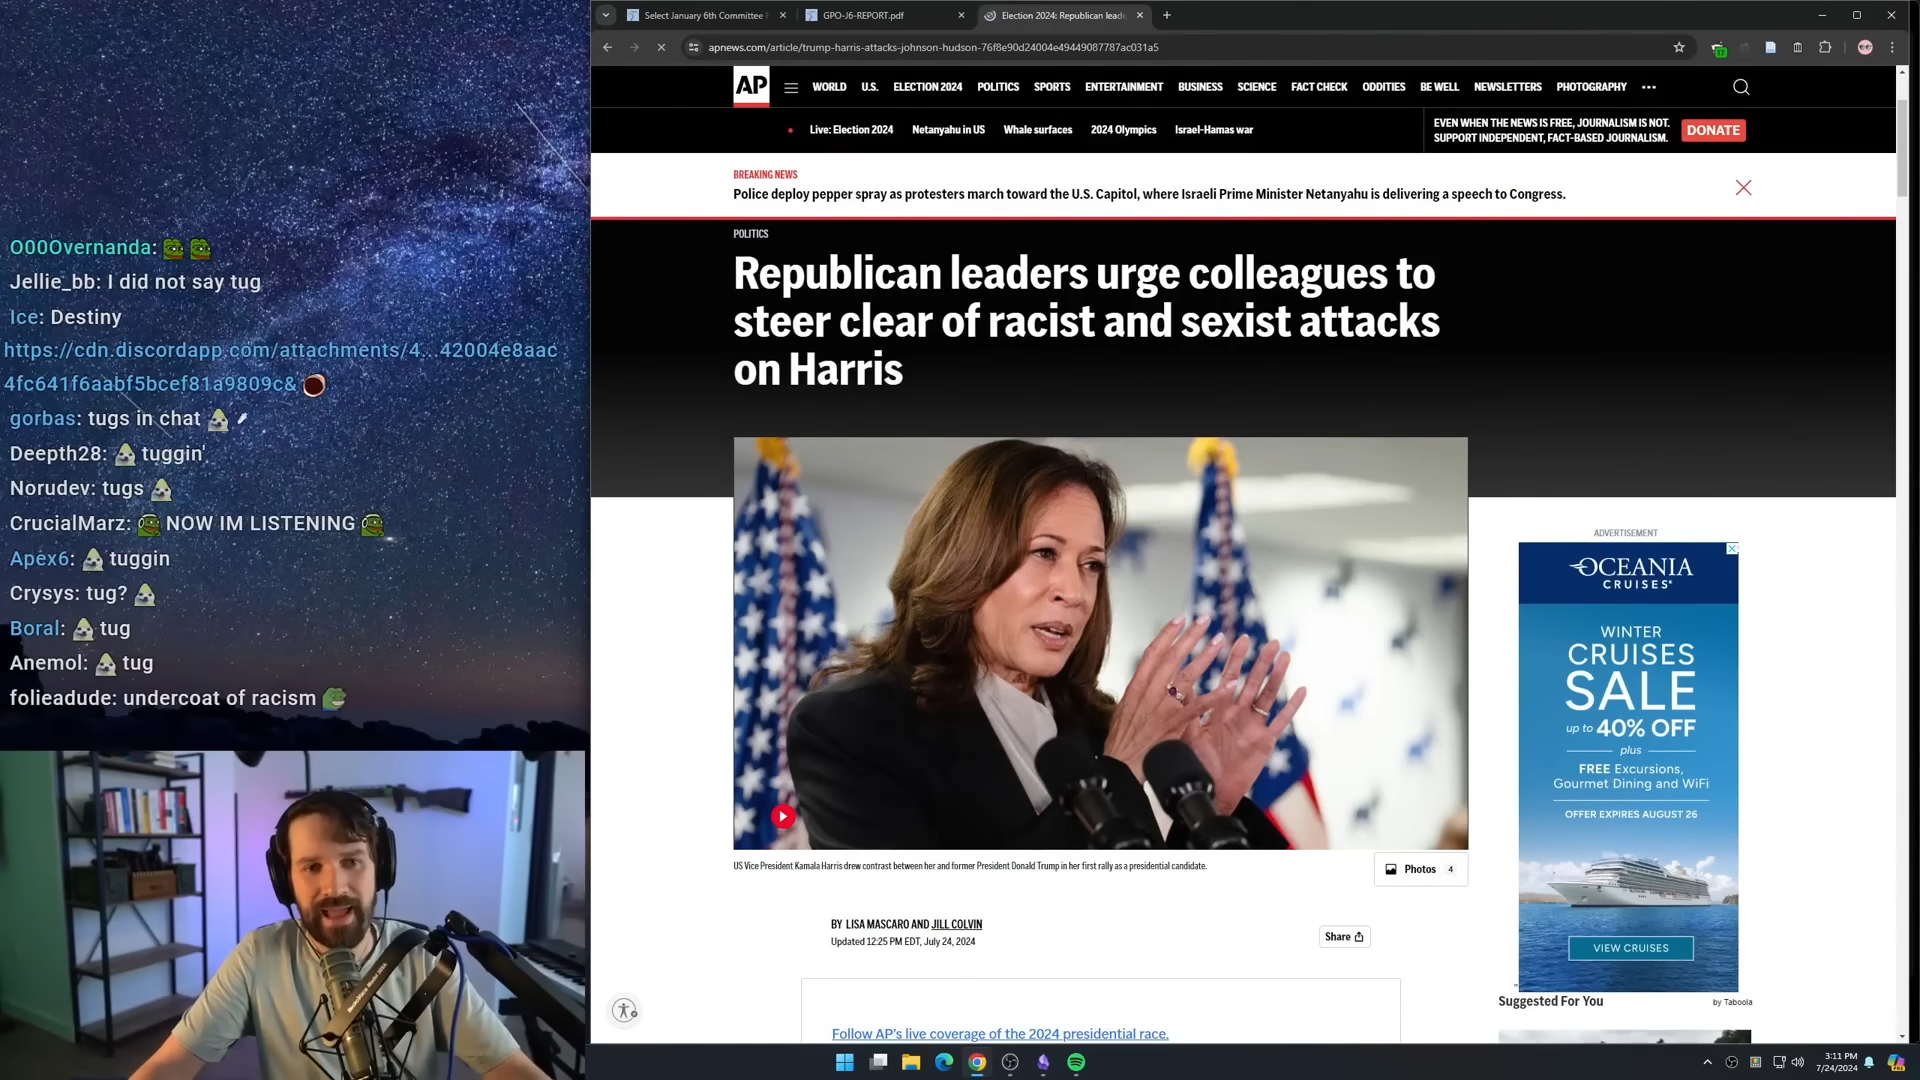 Select January 6th Committee F
GPO-J6-REPORT.pdf
Election 2024: Republican leade
apnews.com/article/trump-harris-attacks-johnson-hudson-76f8e90d24004e49449087787ac031a5
AP
WORLD
U.S.
ELECTION 2024
POLITICS
SPORTS
ENTERTAINMENT
BUSINESS
SCIENCE
FACT CHECK
ODDITIES
BE WELL
NEWSLETTERS
PHOTOGRAPHY
Live: Election 2024
Netanyahu in US
Whale surfaces
2024 Olympics
Israel-Hamas war
EVEN WHEN THE NEWS IS FREE, JOURNALISM IS NOT.
SUPPORT INDEPENDENT, FACT-BASED JOURNALISM.
DONATE
BREAKING NEWS
Police deploy pepper spray as protesters march toward the U.S. Capitol, where Israeli Prime Minister Netanyahu is delivering a speech to Congress.
POLITICS
Republican leaders urge colleagues to
steer clear of racist and sexist attacks
on Harris
US Vice President Kamala Harris drew contrast between her and former President Donald Trump in her first rally as a presidential candidate.
Photos 4
BY LISA MASCARO AND JILL COLVIN
Updated 12:25 PM EDT, July 24, 2024
Share
Follow AP's live coverage of the 2024 presidential race.
ADVERTISEMENT
OCEANIA
CRUISES
WINTER
CRUISES
SALE
up to 40% OFF
plus
FREE Excursions,
Gourmet Dining and WiFi
OFFER EXPIRES AUGUST 26
VIEW CRUISES
Suggested For You
by Taboola
O00Overnanda:
Jellie_bb: I did not say tug
Ice: Destiny
https://cdn.discordapp.com/attachments/4...42004e8aac
4fc641f6aabf5bcef81a9809c&
gorbas: tugs in chat
Deepth28: tuggin'
Norudev: tugs
CrucialMarz: NOW IM LISTENING
Apex6: tuggin
Crysys: tug?
Boral: tug
Anemol: tug
folieadude: undercoat of racism
3:11 PM
7/24/2024